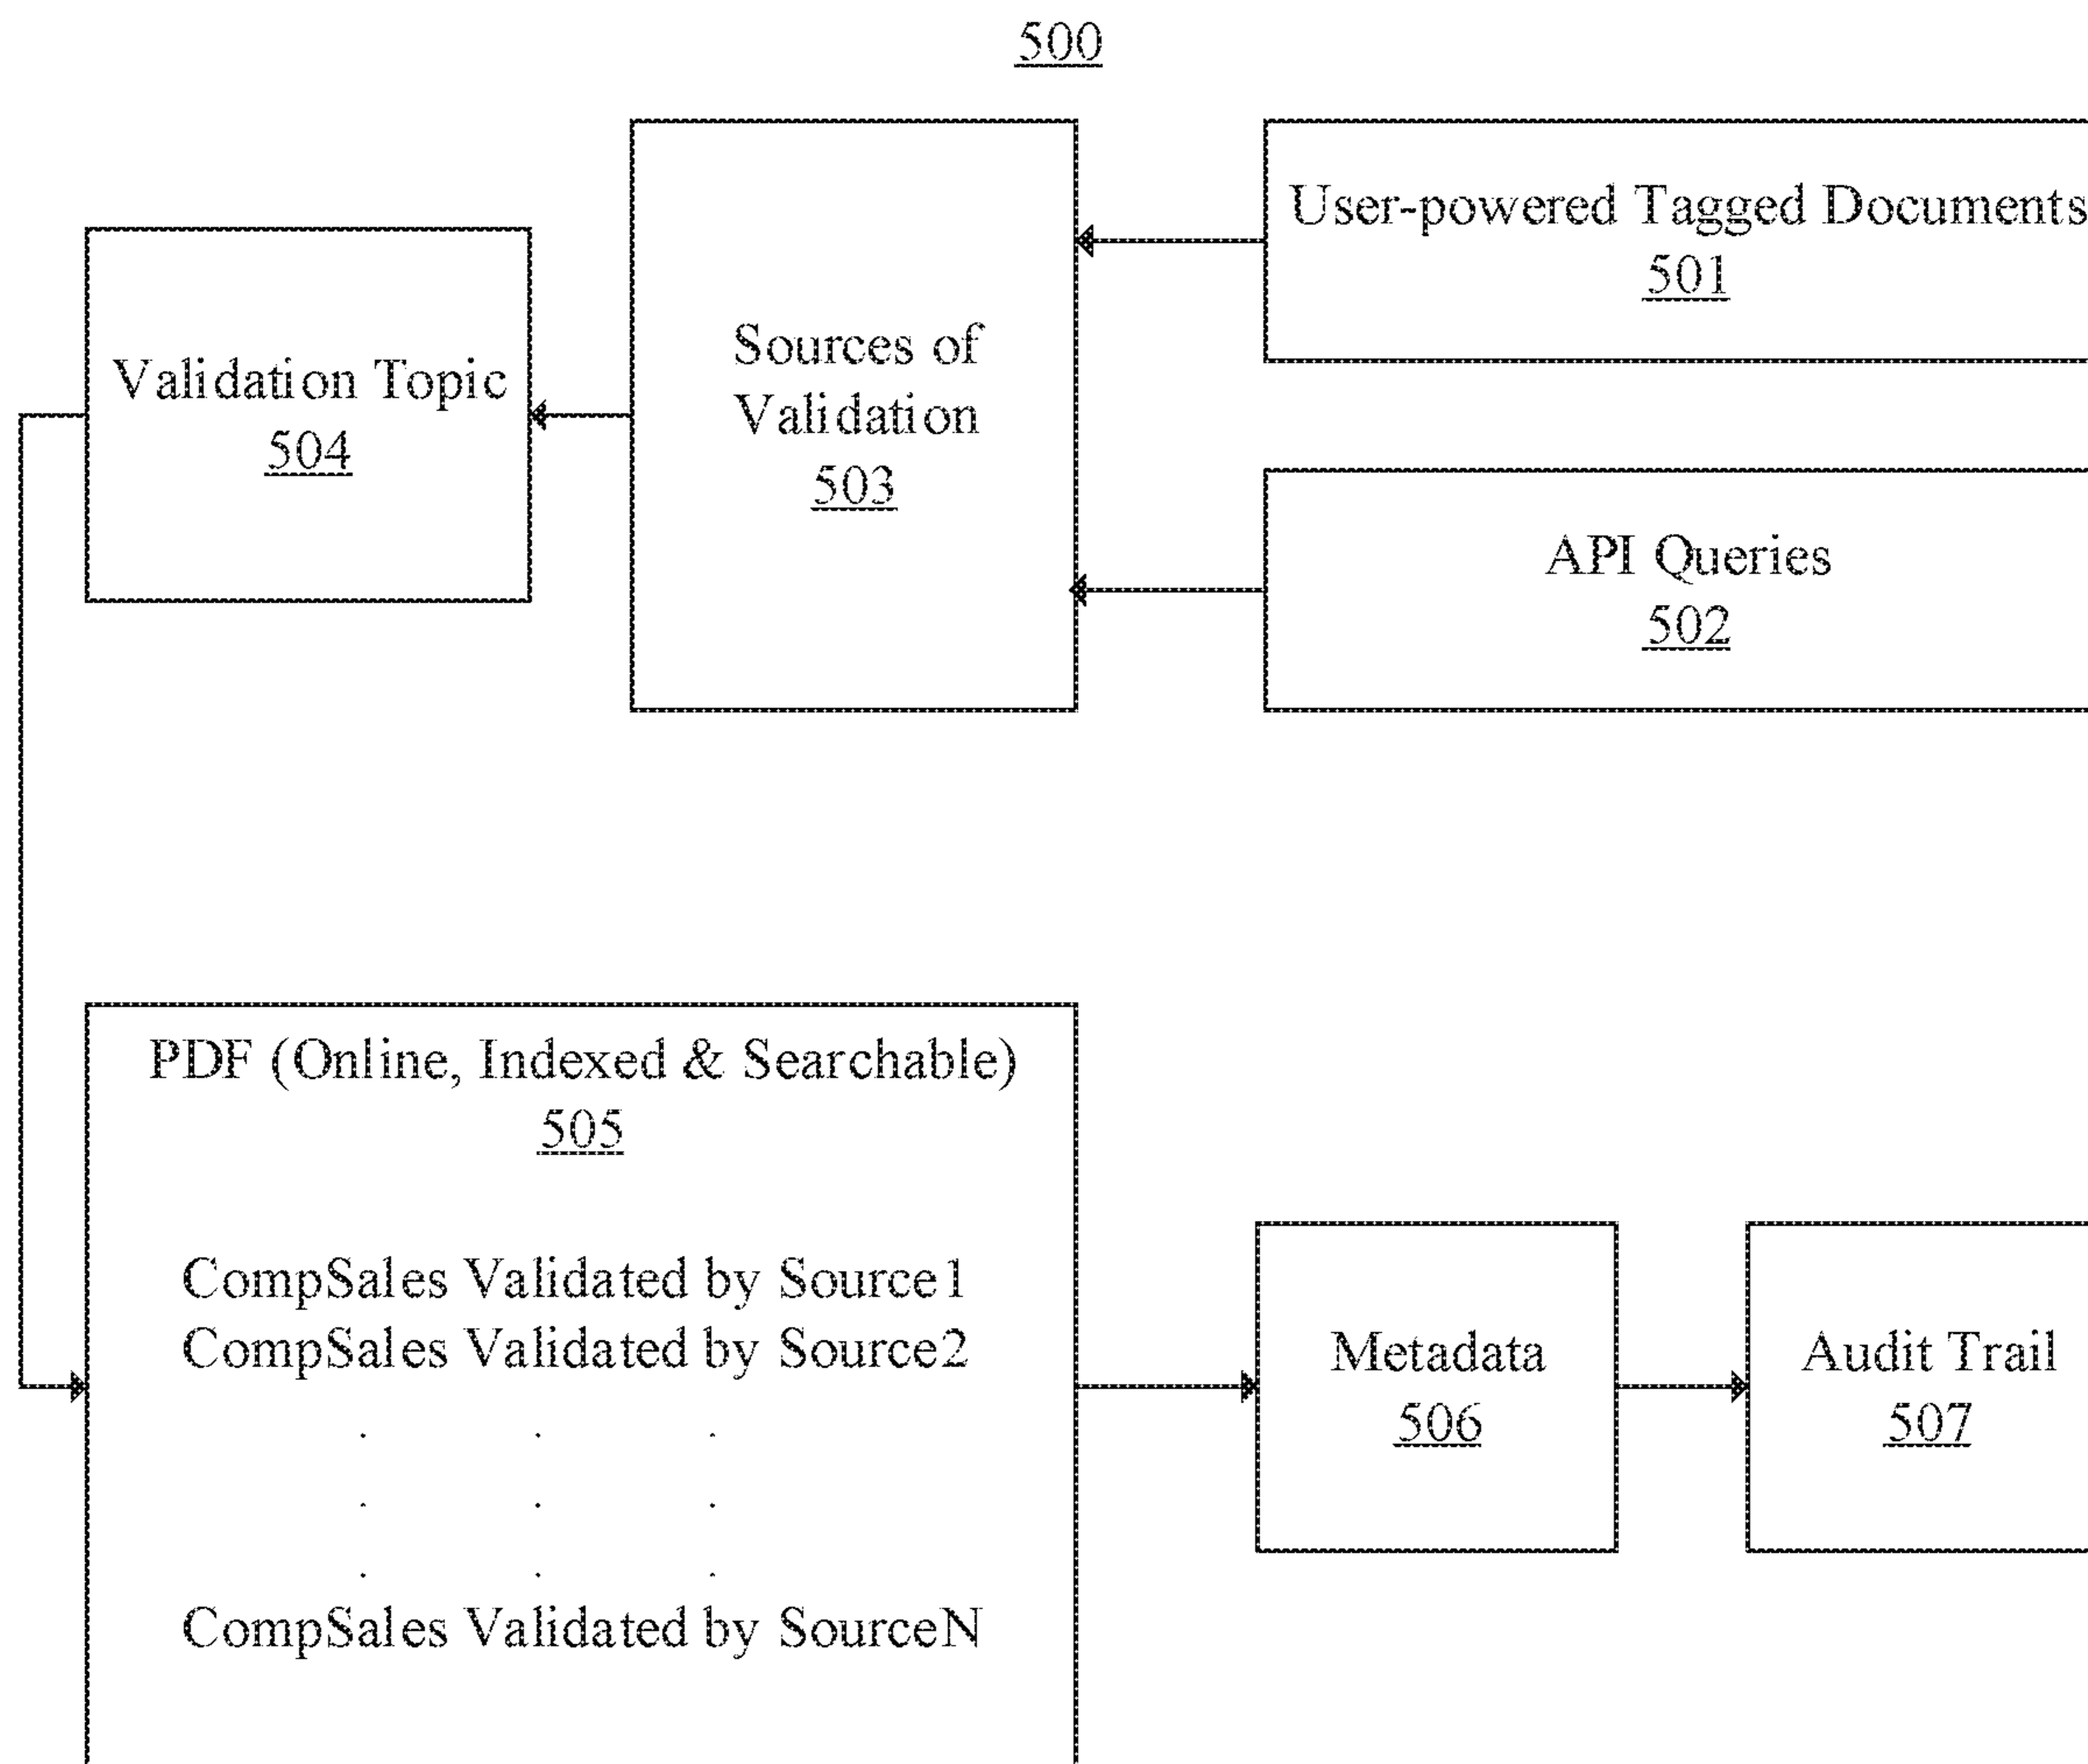 500
User-powered Tagged Documents
501
Validation Topic
504
Sources of
Validation
503
API Queries
502
PDF (Online, Indexed & Searchable)
505
CompSales Validated by Source1
CompSales Validated by Source2
. . .
. . .
. . .
CompSales Validated by SourceN
Metadata
506
Audit Trail
507